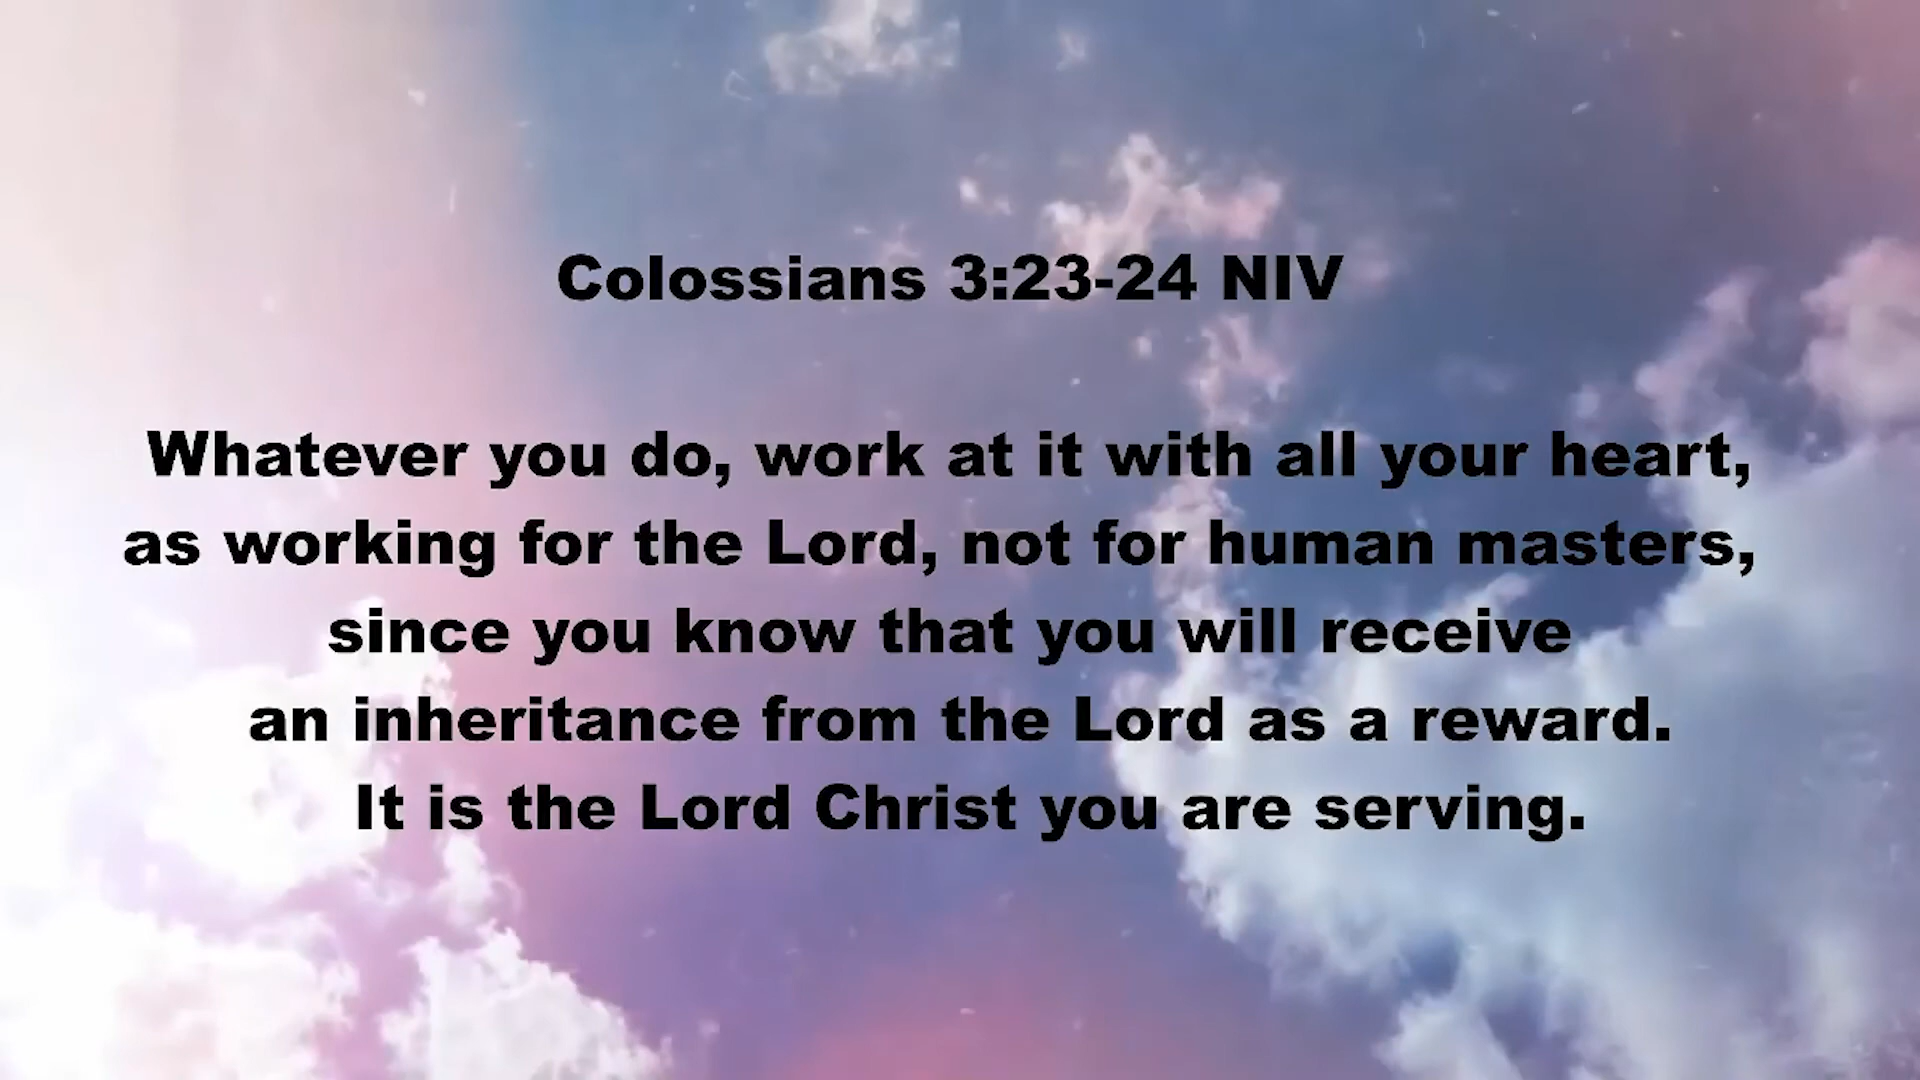 Colossians 3:23-24 NIV
Whatever you do, work at it with all your heart,
as working for the Lord, not for human masters,
since you know that you will receive
an inheritance from the Lord as a reward.
It is the Lord Christ you are serving.